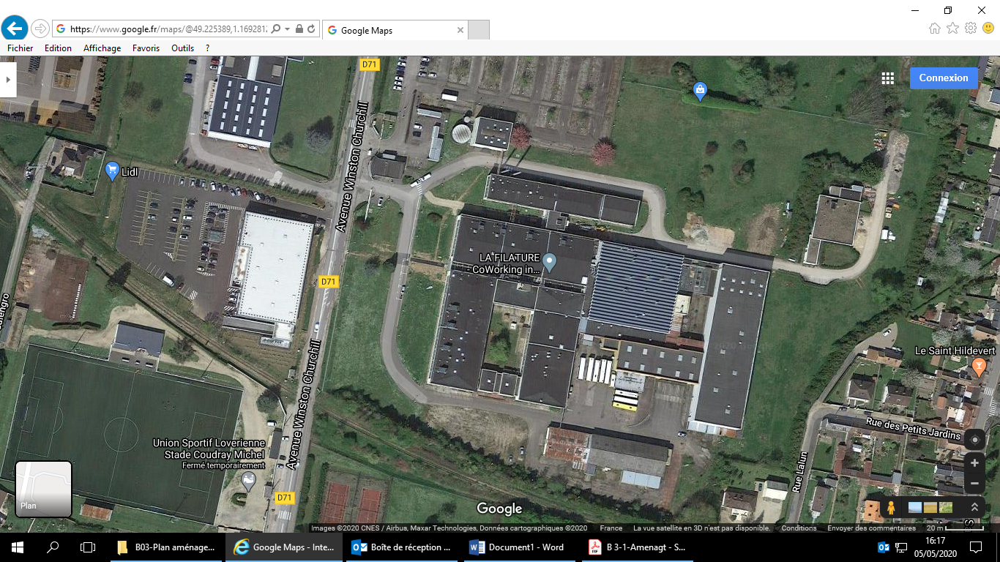 https://www.google.fr/maps/@49.225389,1.169281
Google Maps
Fichier Edition Affichage Favoris Outils ?
D71
Connexion
Avenue Winston Churchill
Lidl
LA FILATURE
- CoWorking in...
D71
Le Saint Hildevert
Avenue Winston Churchill
Rue des Petits Jardins
Union Sportif Loverienne
Stade Coudray Michel
Fermé temporairement
Rue Lalun
D71
Plan
Google
Images ©2020 CNES / Airbus, Maxar Technologies, Données cartographiques ©2020 France La vue satellite en 3D n'est pas disponible. Conditions Envoyer des commentaires 20 m
B03-Plan aménage...
Google Maps - Inte...
Boîte de réception ...
Document1 - Word
B 3-1-Amenagt - S...
16:17
05/05/2020